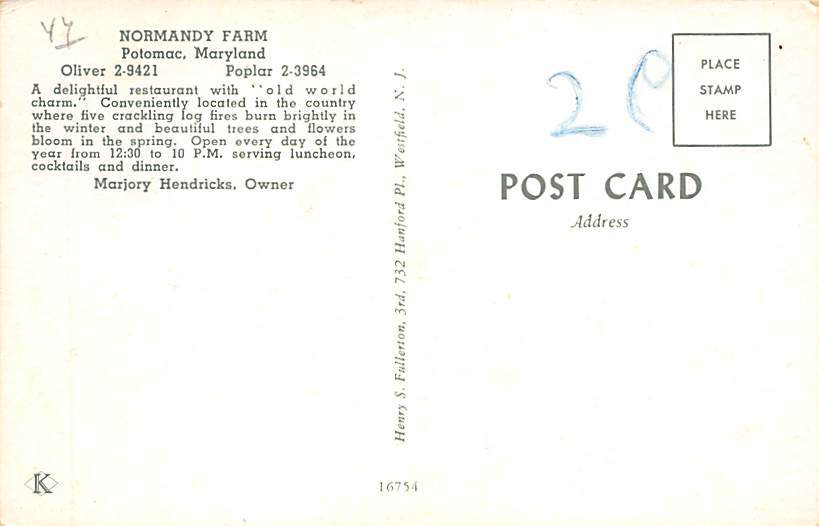 YY
NORMANDY FARM
Potomac, Maryland
Oliver 2-9421 Poplar 2-3964
A delightful restaurant with "old world
charm." Conveniently located in the country
where five crackling log fires burn brightly in
the winter and beautiful trees and flowers
bloom in the spring. Open every day of the
year from 12:30 to 10 P.M. serving luncheon,
cocktails and dinner.
Marjory Hendricks, Owner
K
Henry S. Fullerton, 3rd, 732 Hanford Pl., Westfield, N. J.
16754
PLACE
STAMP
HERE
POST CARD
Address